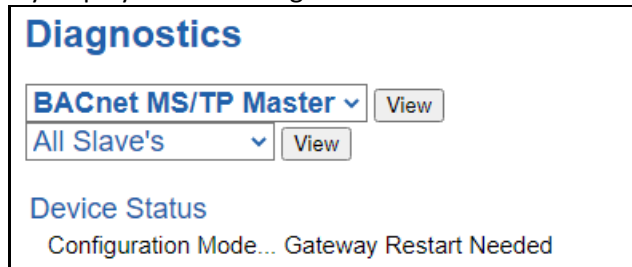 Diagnostics
BACnet MS/TP Master View
All Slave's View
Device Status
Configuration Mode... Gateway Restart Needed